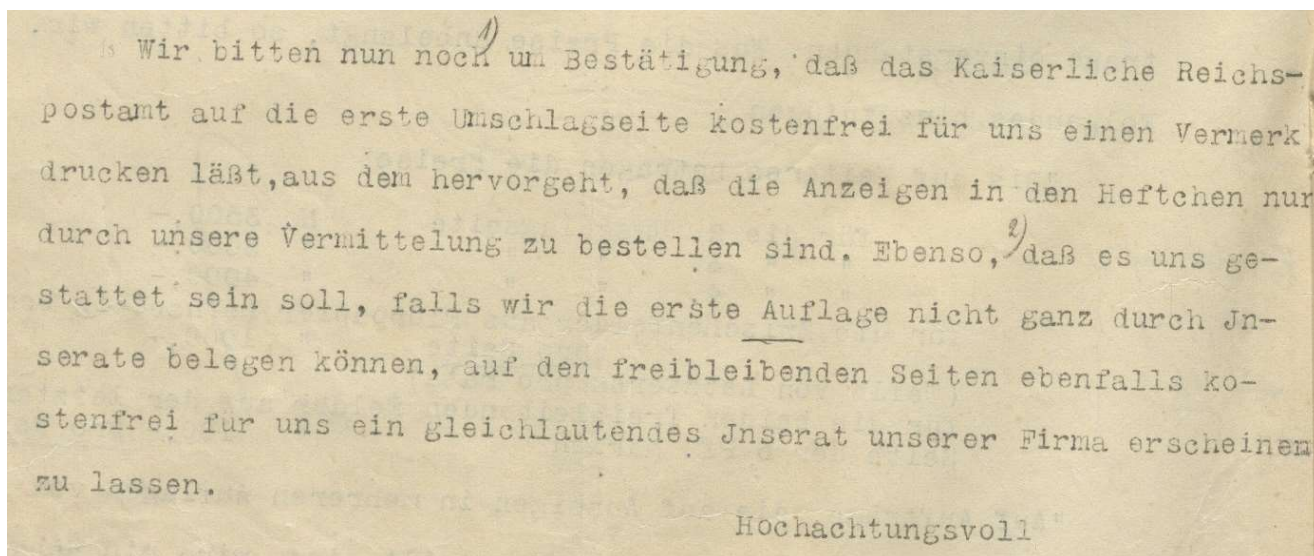 Wir bitten nun noch 1) um Bestätigung, daß das Kaiserliche Reichs-
postamt auf die erste Umschlagseite kostenfrei für uns einen Vermerk
drucken läßt, aus dem hervorgeht, daß die Anzeigen in den Heftchen nur
durch unsere Vermittelung zu bestellen sind. Ebenso, 2) daß es uns ge-
stattet sein soll, falls wir die erste Auflage nicht ganz durch Jn-
serate belegen können, auf den freibleibenden Seiten ebenfalls ko-
stenfrei für uns ein gleichlautendes Jnserat unserer Firma erscheinen
zu lassen.
Hochachtungsvoll